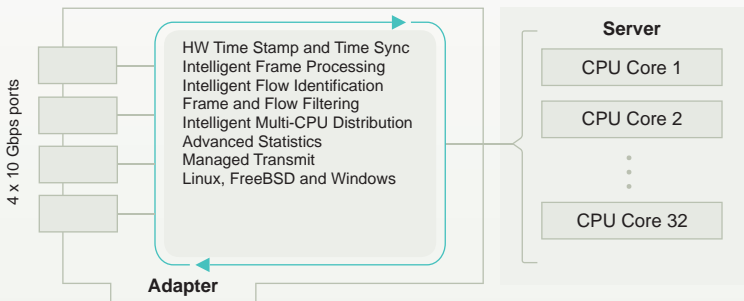 4 x 10 Gbps ports
HW Time Stamp and Time Sync
Intelligent Frame Processing
Intelligent Flow Identification
Frame and Flow Filtering
Intelligent Multi-CPU Distribution
Advanced Statistics
Managed Transmit
Linux, FreeBSD and Windows
Adapter
Server
CPU Core 1
CPU Core 2
CPU Core 32